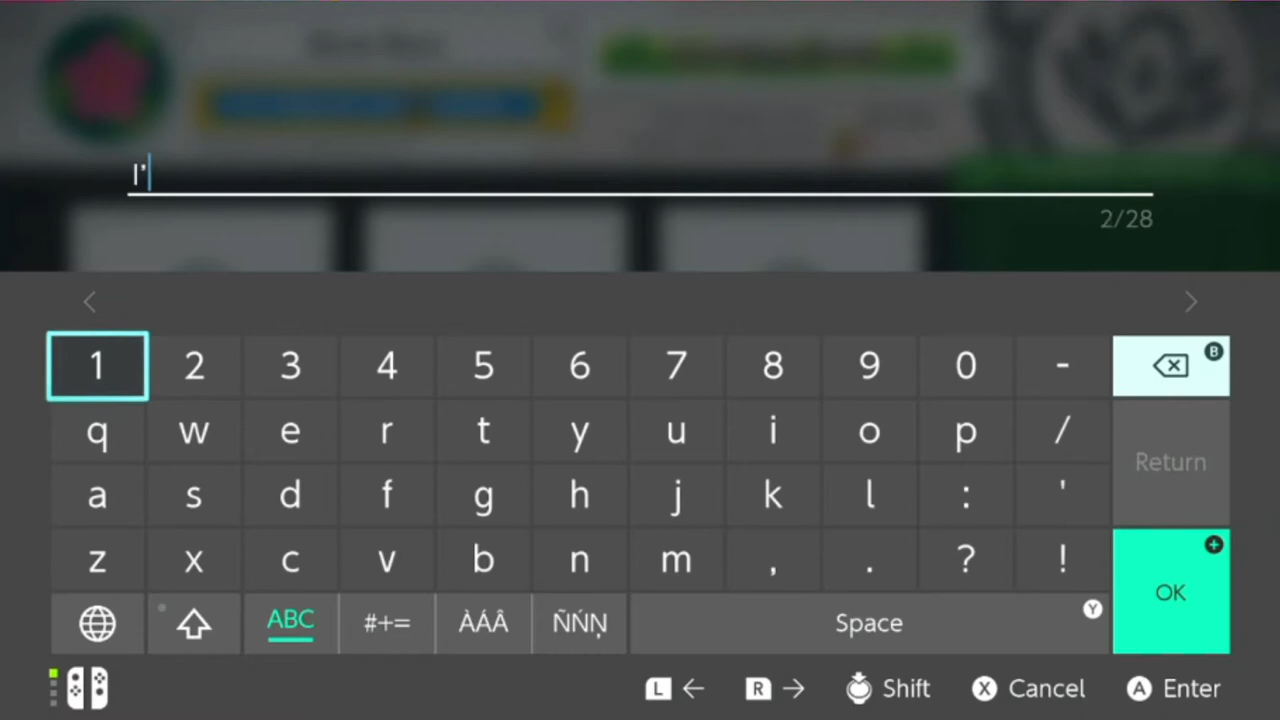 I'
2/28
1 2 3 4 5 6 7 8 9 0 - B
q w e r t y u i o p /
Return
a s d f g h j k l : '
z x c v b n m , . ? !
OK
ABC #+= ÀÁÂ ÑŃŅ Space Y
L ← R → Shift X Cancel A Enter